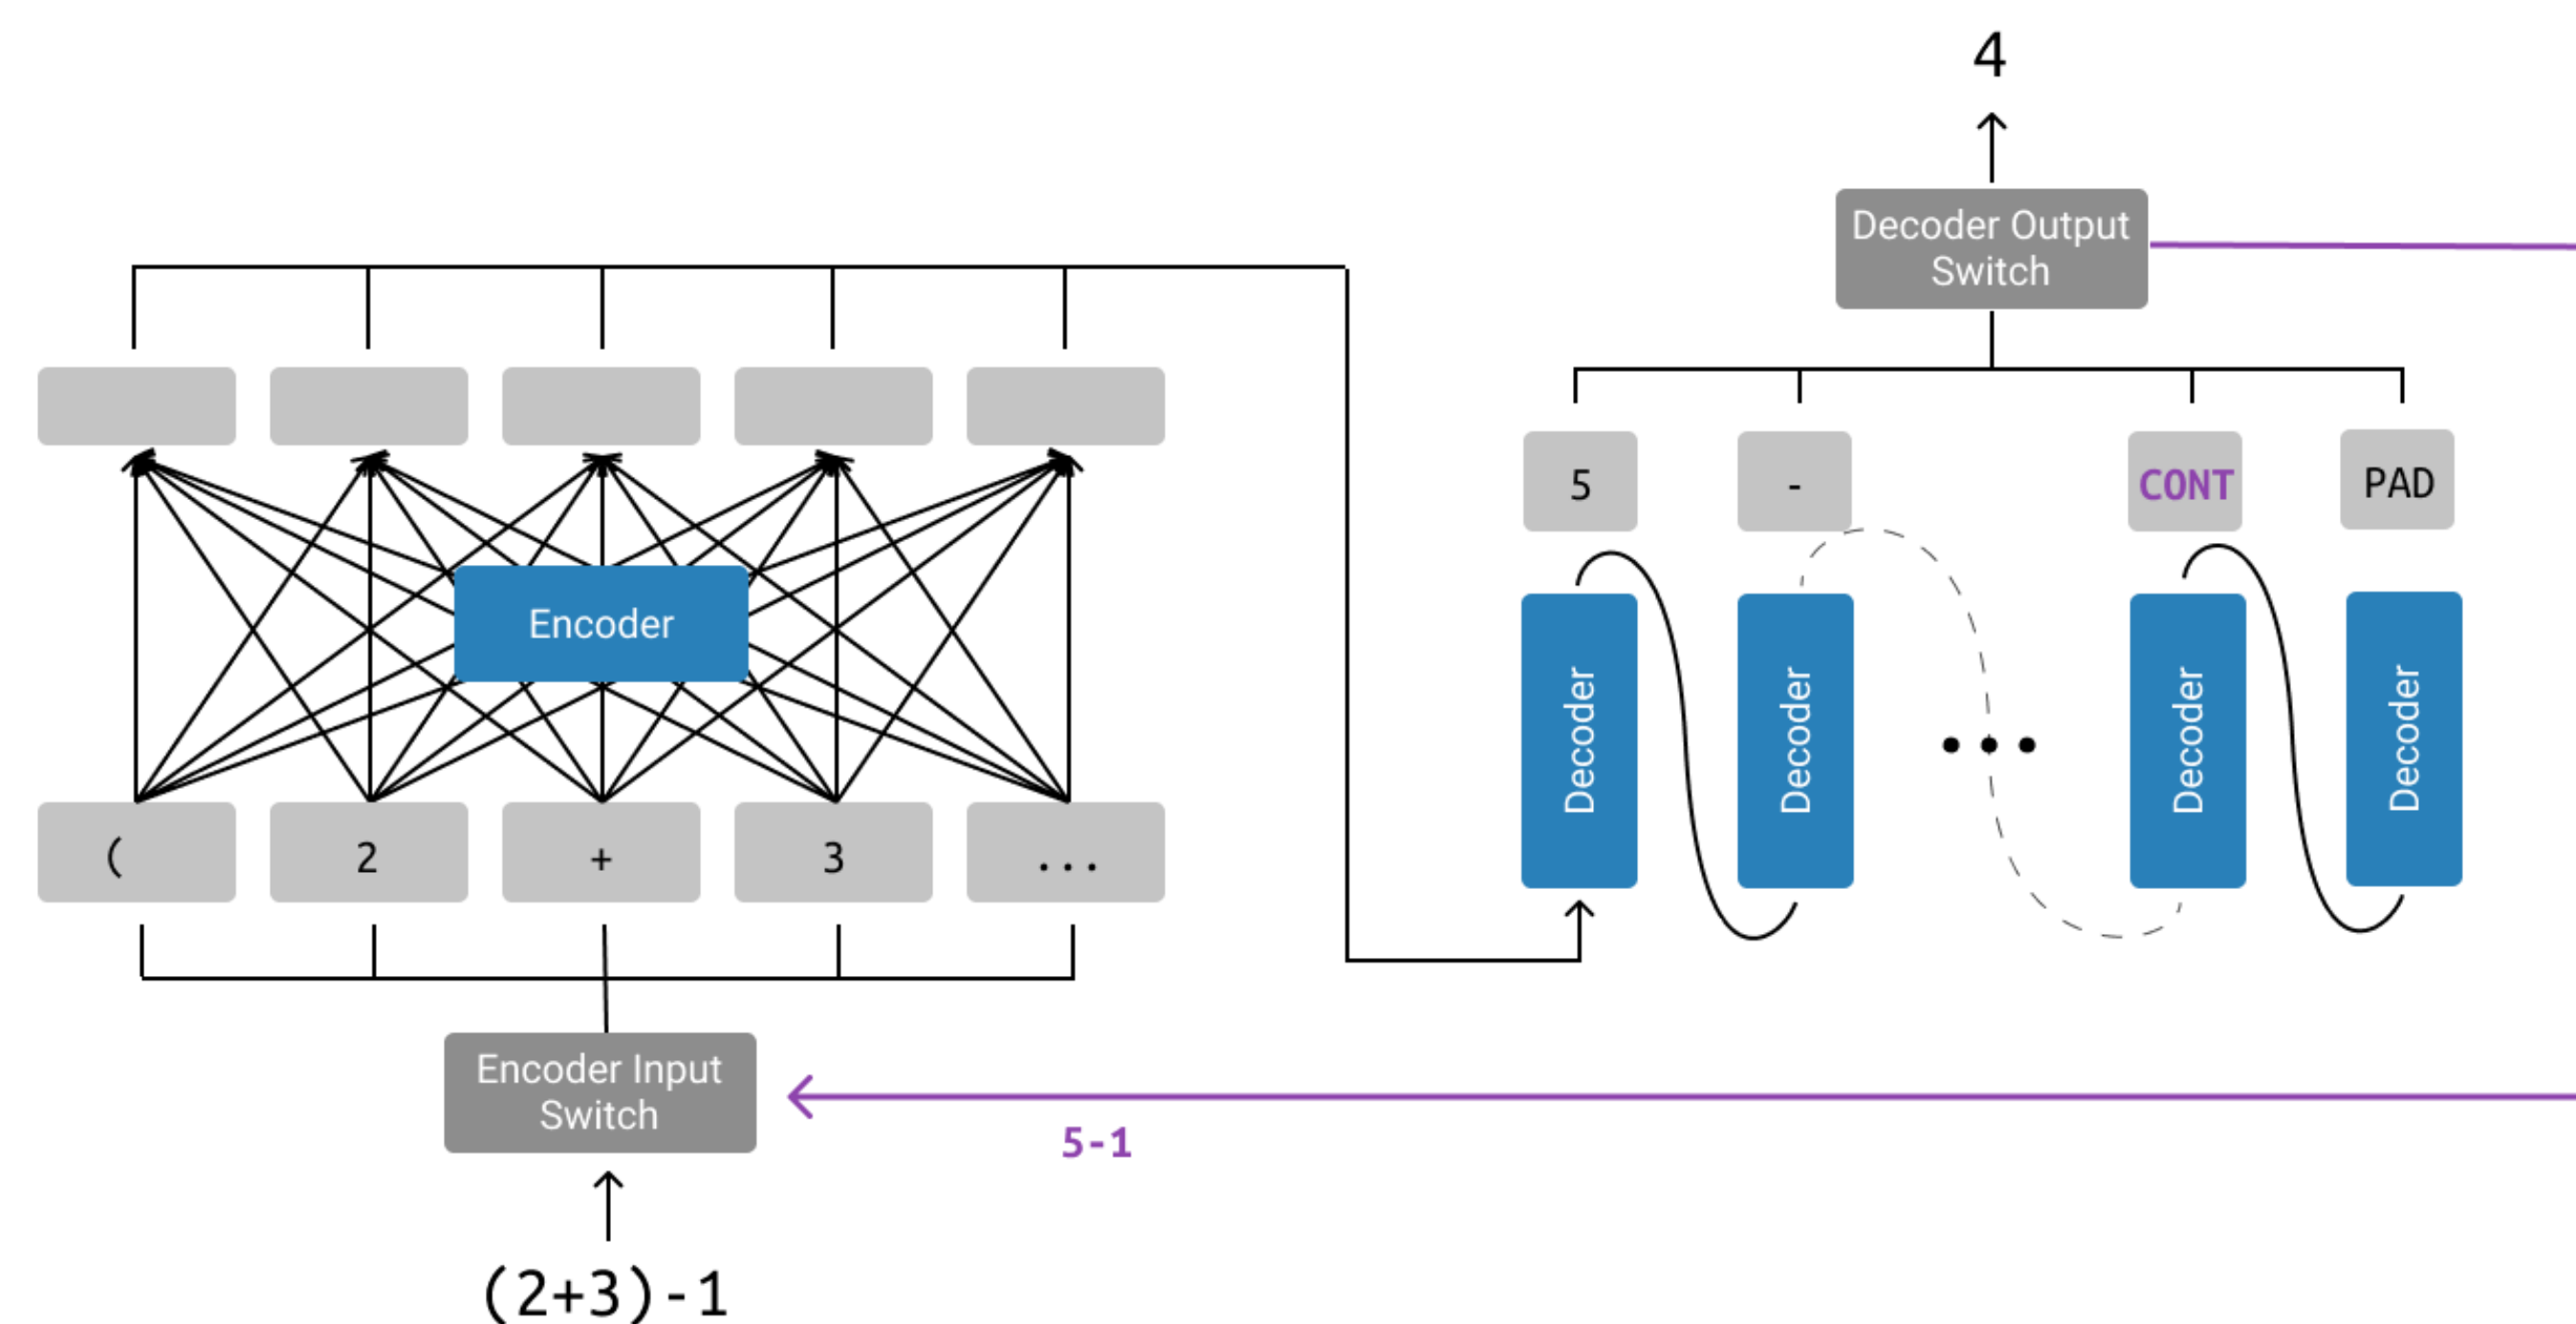 4
Decoder Output
Switch
5
-
CONT
PAD
Encoder
Decoder
Decoder
...
Decoder
Decoder
(
2
+
3
...
Encoder Input
Switch
5-1
(2+3)-1